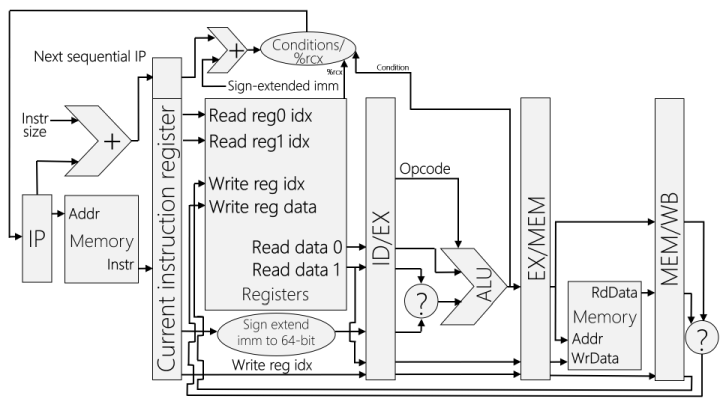 Next sequential IP
Conditions/
%rcx
+
%rcx
Condition
Sign-extended imm
Instr
size
+
Current instruction register
Read reg0 idx
Read reg1 idx
Write reg idx
Write reg data
Read data 0
Read data 1
Registers
ID/EX
Opcode
ALU
?
EX/MEM
MEM/WB
IP
Addr
Memory
Instr
RdData
Memory
Addr
WrData
?
Sign extend
imm to 64-bit
Write reg idx